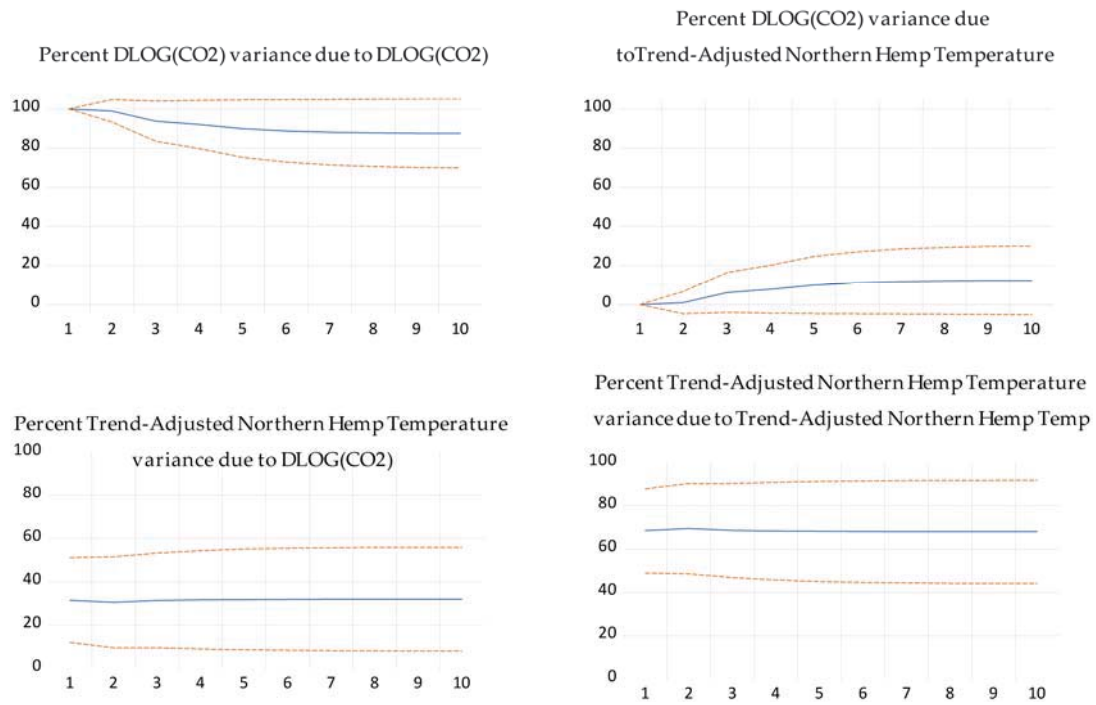 Percent DLOG(CO2) variance due to DLOG(CO2)
100
80
60
40
20
0
1 2 3 4 5 6 7 8 9 10
Percent DLOG(CO2) variance due
toTrend-Adjusted Northern Hemp Temperature
100
80
60
40
20
0
1 2 3 4 5 6 7 8 9 10
Percent Trend-Adjusted Northern Hemp Temperature
variance due to DLOG(CO2)
100
80
60
40
20
0
1 2 3 4 5 6 7 8 9 10
Percent Trend-Adjusted Northern Hemp Temperature
variance due to Trend-Adjusted Northern Hemp Temp
100
80
60
40
20
0
1 2 3 4 5 6 7 8 9 10